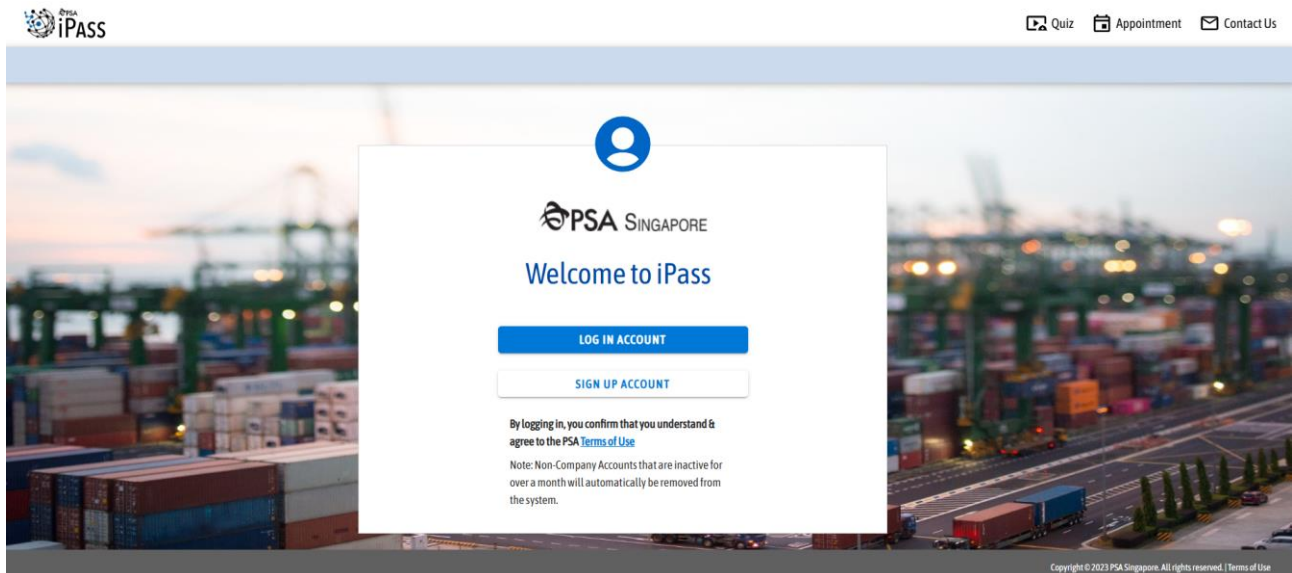 PSA
iPass
Quiz
Appointment
Contact Us
PSA SINGAPORE
Welcome to iPass
LOG IN ACCOUNT
SIGN UP ACCOUNT
By logging in, you confirm that you understand &
agree to the PSA Terms of Use
Note: Non-Company Accounts that are inactive for
over a month will automatically be removed from
the system.
Copyright © 2023 PSA Singapore. All rights reserved. | Terms of Use